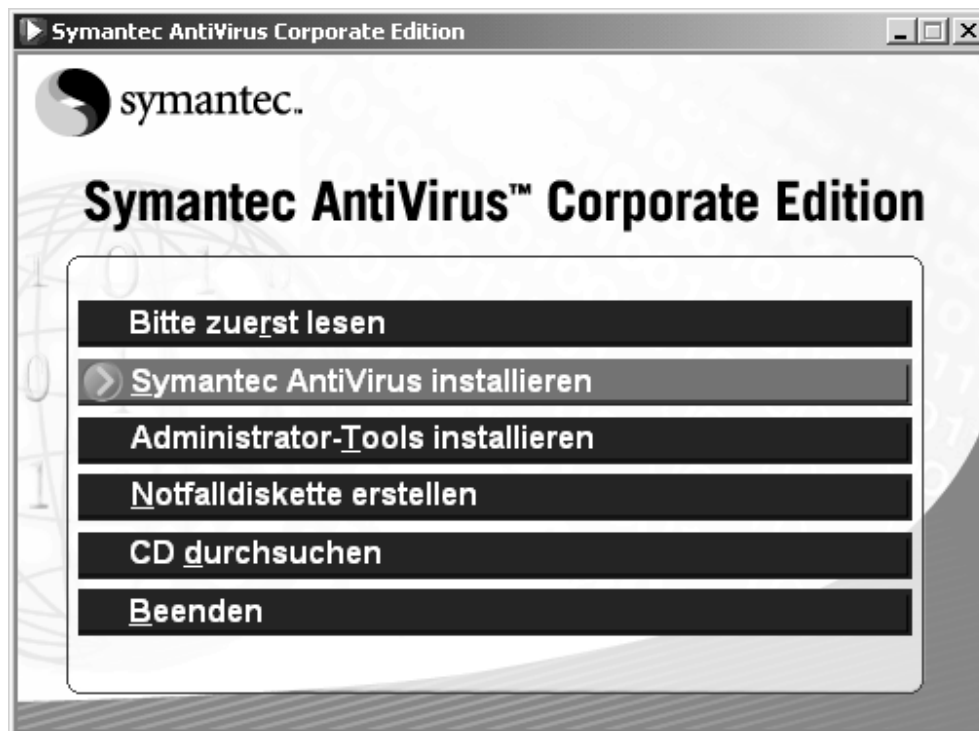 Symantec AntiVirus Corporate Edition
symantec™
Symantec AntiVirus™ Corporate Edition
Bitte zuerst lesen
Symantec AntiVirus installieren
Administrator-Tools installieren
Notfalldiskette erstellen
CD durchsuchen
Beenden